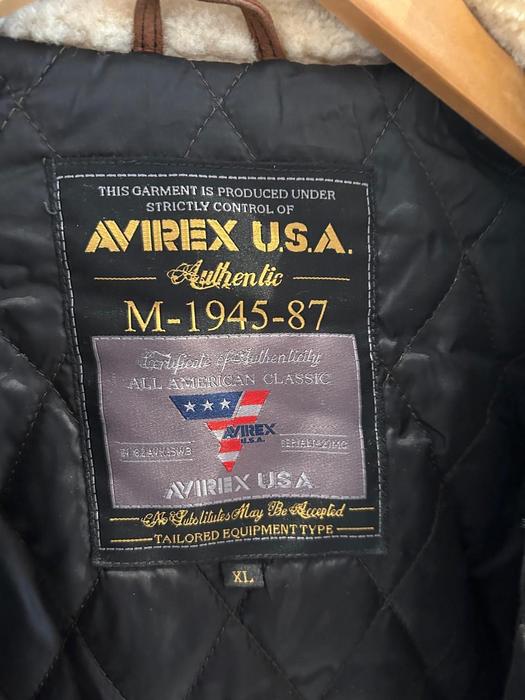 THIS GARMENT IS PRODUCED UNDER
STRICTLY CONTROL OF
AVIREX U.S.A.
Authentic
M-1945-87
Certificate of Authenticity
ALL AMERICAN CLASSIC
AVIREX
U.S.A.
AVIREX USA
No Substitutes May Be Accepted
TAILORED EQUIPMENT TYPE
XL